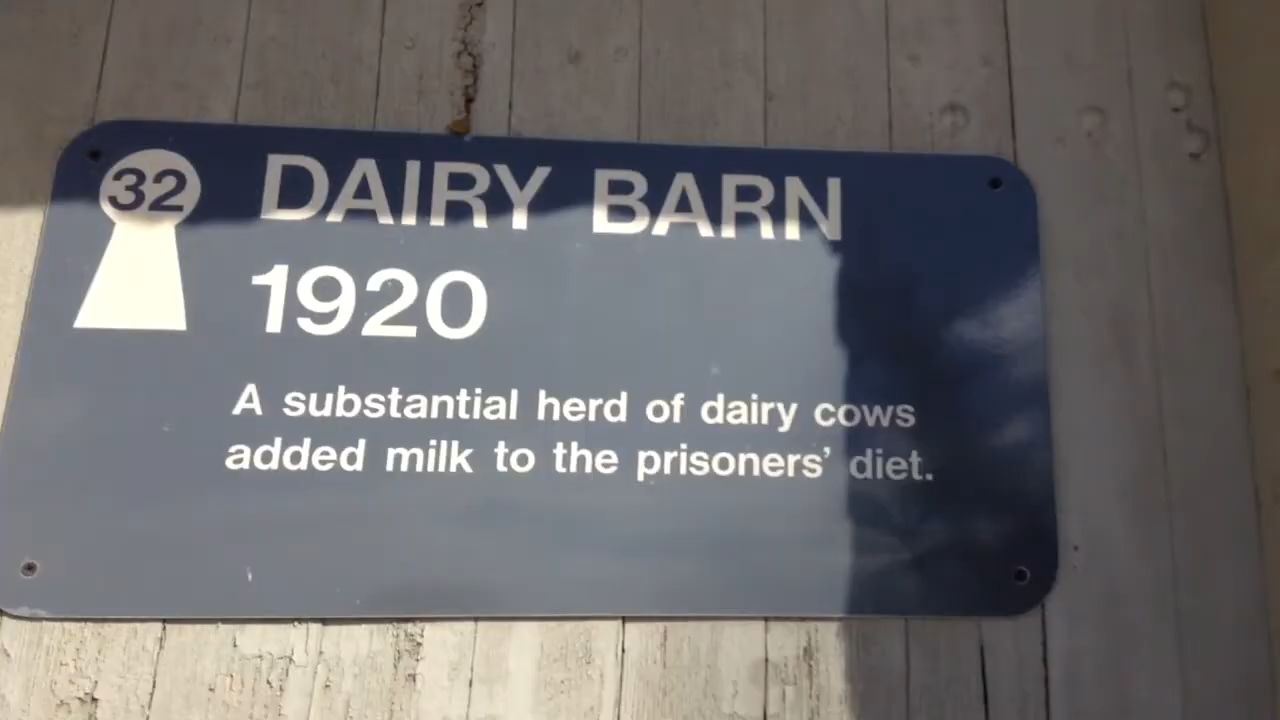 32
DAIRY BARN
1920
A substantial herd of dairy cows
added milk to the prisoners’ diet.